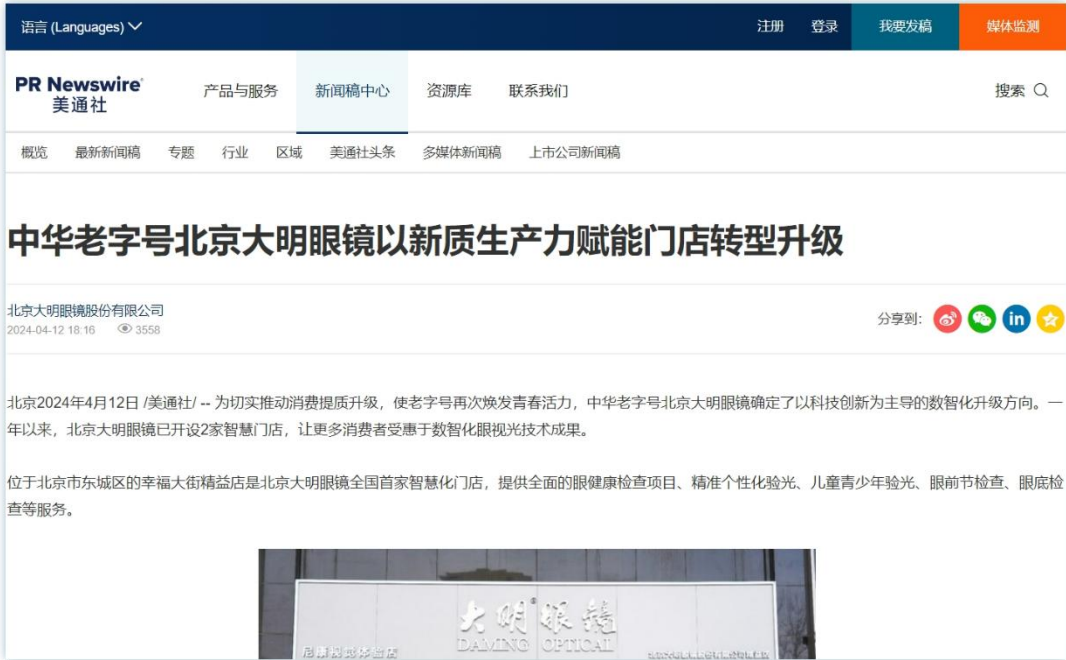 语言 (Languages)
注册
登录
我要发稿
媒体监测
PR Newswire®
美通社
产品与服务
新闻稿中心
资源库
联系我们
搜索
概览
最新新闻稿
专题
行业
区域
美通社头条
多媒体新闻稿
上市公司新闻稿
中华老字号北京大明眼镜以新质生产力赋能门店转型升级
北京大明眼镜股份有限公司
2024-04-12 18:16
3558
分享到:
in
北京2024年4月12日 /美通社/ -- 为切实推动消费提质升级，使老字号再次焕发青春活力，中华老字号北京大明眼镜确定了以科技创新为主导的数智化升级方向。一
年以来，北京大明眼镜已开设2家智慧门店，让更多消费者受惠于数智化眼视光技术成果。
位于北京市东城区的幸福大街精益店是北京大明眼镜全国首家智慧化门店，提供全面的眼健康检查项目、精准个性化验光、儿童青少年验光、眼前节检查、眼底检
查等服务。
大明眼镜
DAMING OPTICAL
尼康视觉体验店